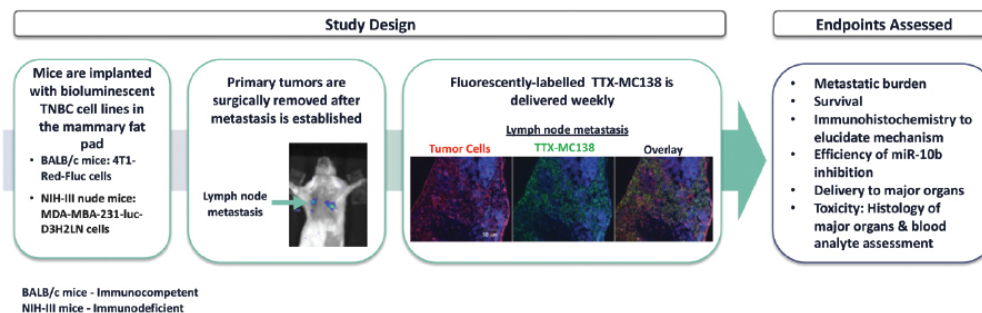 Study Design
Endpoints Assessed
Mice are implanted
with bioluminescent
TNBC cell lines in
the mammary fat
pad
• BALB/c mice: 4T1-
Red-Fluc cells
• NIH-III nude mice:
MDA-MBA-231-luc-
D3H2LN cells
Primary tumors are
surgically removed after
metastasis is established
Lymph node
metastasis
Fluorescently-labelled TTX-MC138 is
delivered weekly
Lymph node metastasis
Tumor Cells
TTX-MC138
Overlay
• Metastatic burden
• Survival
• Immunohistochemistry to
elucidate mechanism
• Efficiency of miR-10b
inhibition
• Delivery to major organs
• Toxicity: Histology of
major organs & blood
analyte assessment
BALB/c mice - Immunocompetent
NIH-III mice - Immunodeficient